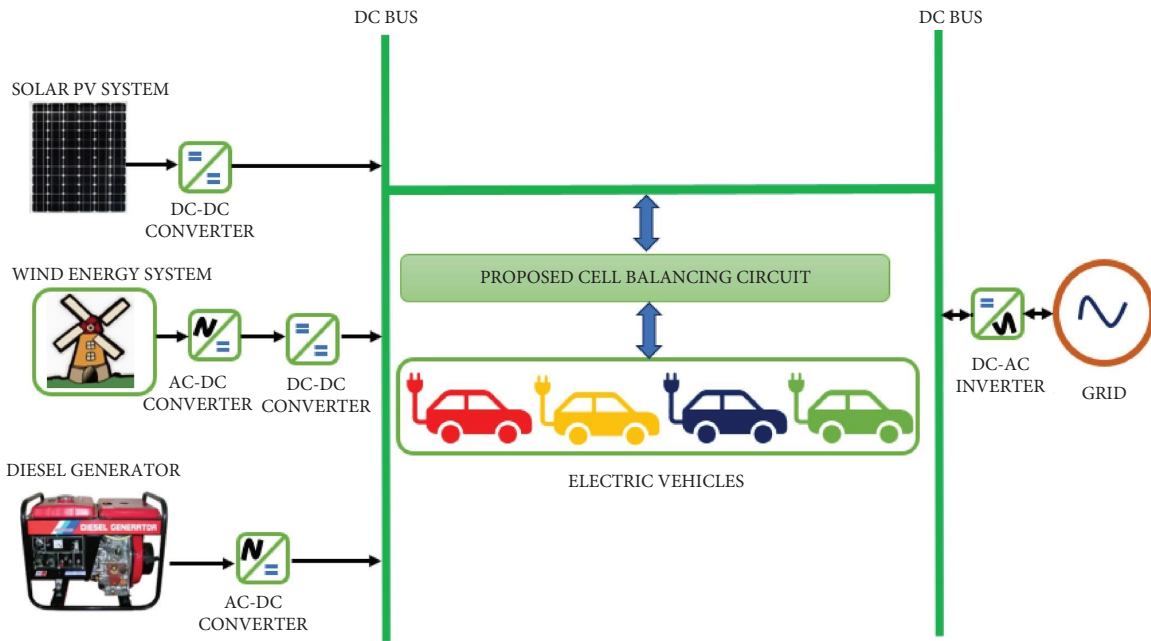 DC BUS
DC BUS
SOLAR PV SYSTEM
DC-DC
CONVERTER
WIND ENERGY SYSTEM
AC-DC
CONVERTER
DC-DC
CONVERTER
PROPOSED CELL BALANCING CIRCUIT
DC-AC
INVERTER
GRID
ELECTRIC VEHICLES
DIESEL GENERATOR
DIESEL GENERATOR
AC-DC
CONVERTER